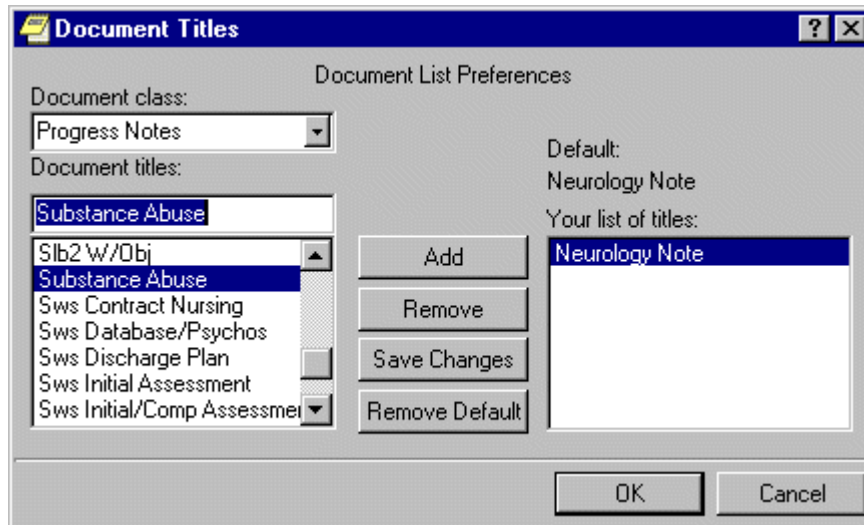 Document Titles
Document List Preferences
Document class:
Progress Notes
Document titles:
Substance Abuse
Slb2 W/Obj
Substance Abuse
Sws Contract Nursing
Sws Database/Psychos
Sws Discharge Plan
Sws Initial Assessment
Sws Initial/Comp Assessmer
Add
Remove
Save Changes
Remove Default
Default:
Neurology Note
Your list of titles:
Neurology Note
OK
Cancel